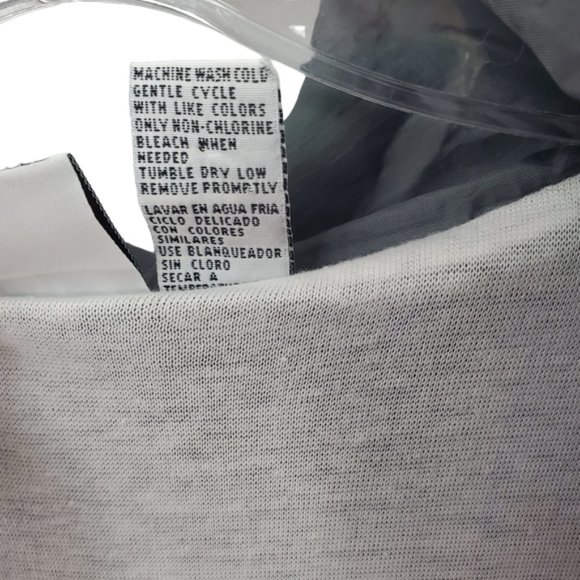 MACHINE WASH COLD
GENTLE CYCLE
WITH LIKE COLORS
ONLY NON-CHLORINE
BLEACH WHEN
NEEDED
TUMBLE DRY LOW
REMOVE PROMPTLY
LAVAR EN AGUA FRIA
CICLO DELICADO
CON COLORES
SIMILARES
USE BLANQUEADOR
SIN CLORO
SECAR A